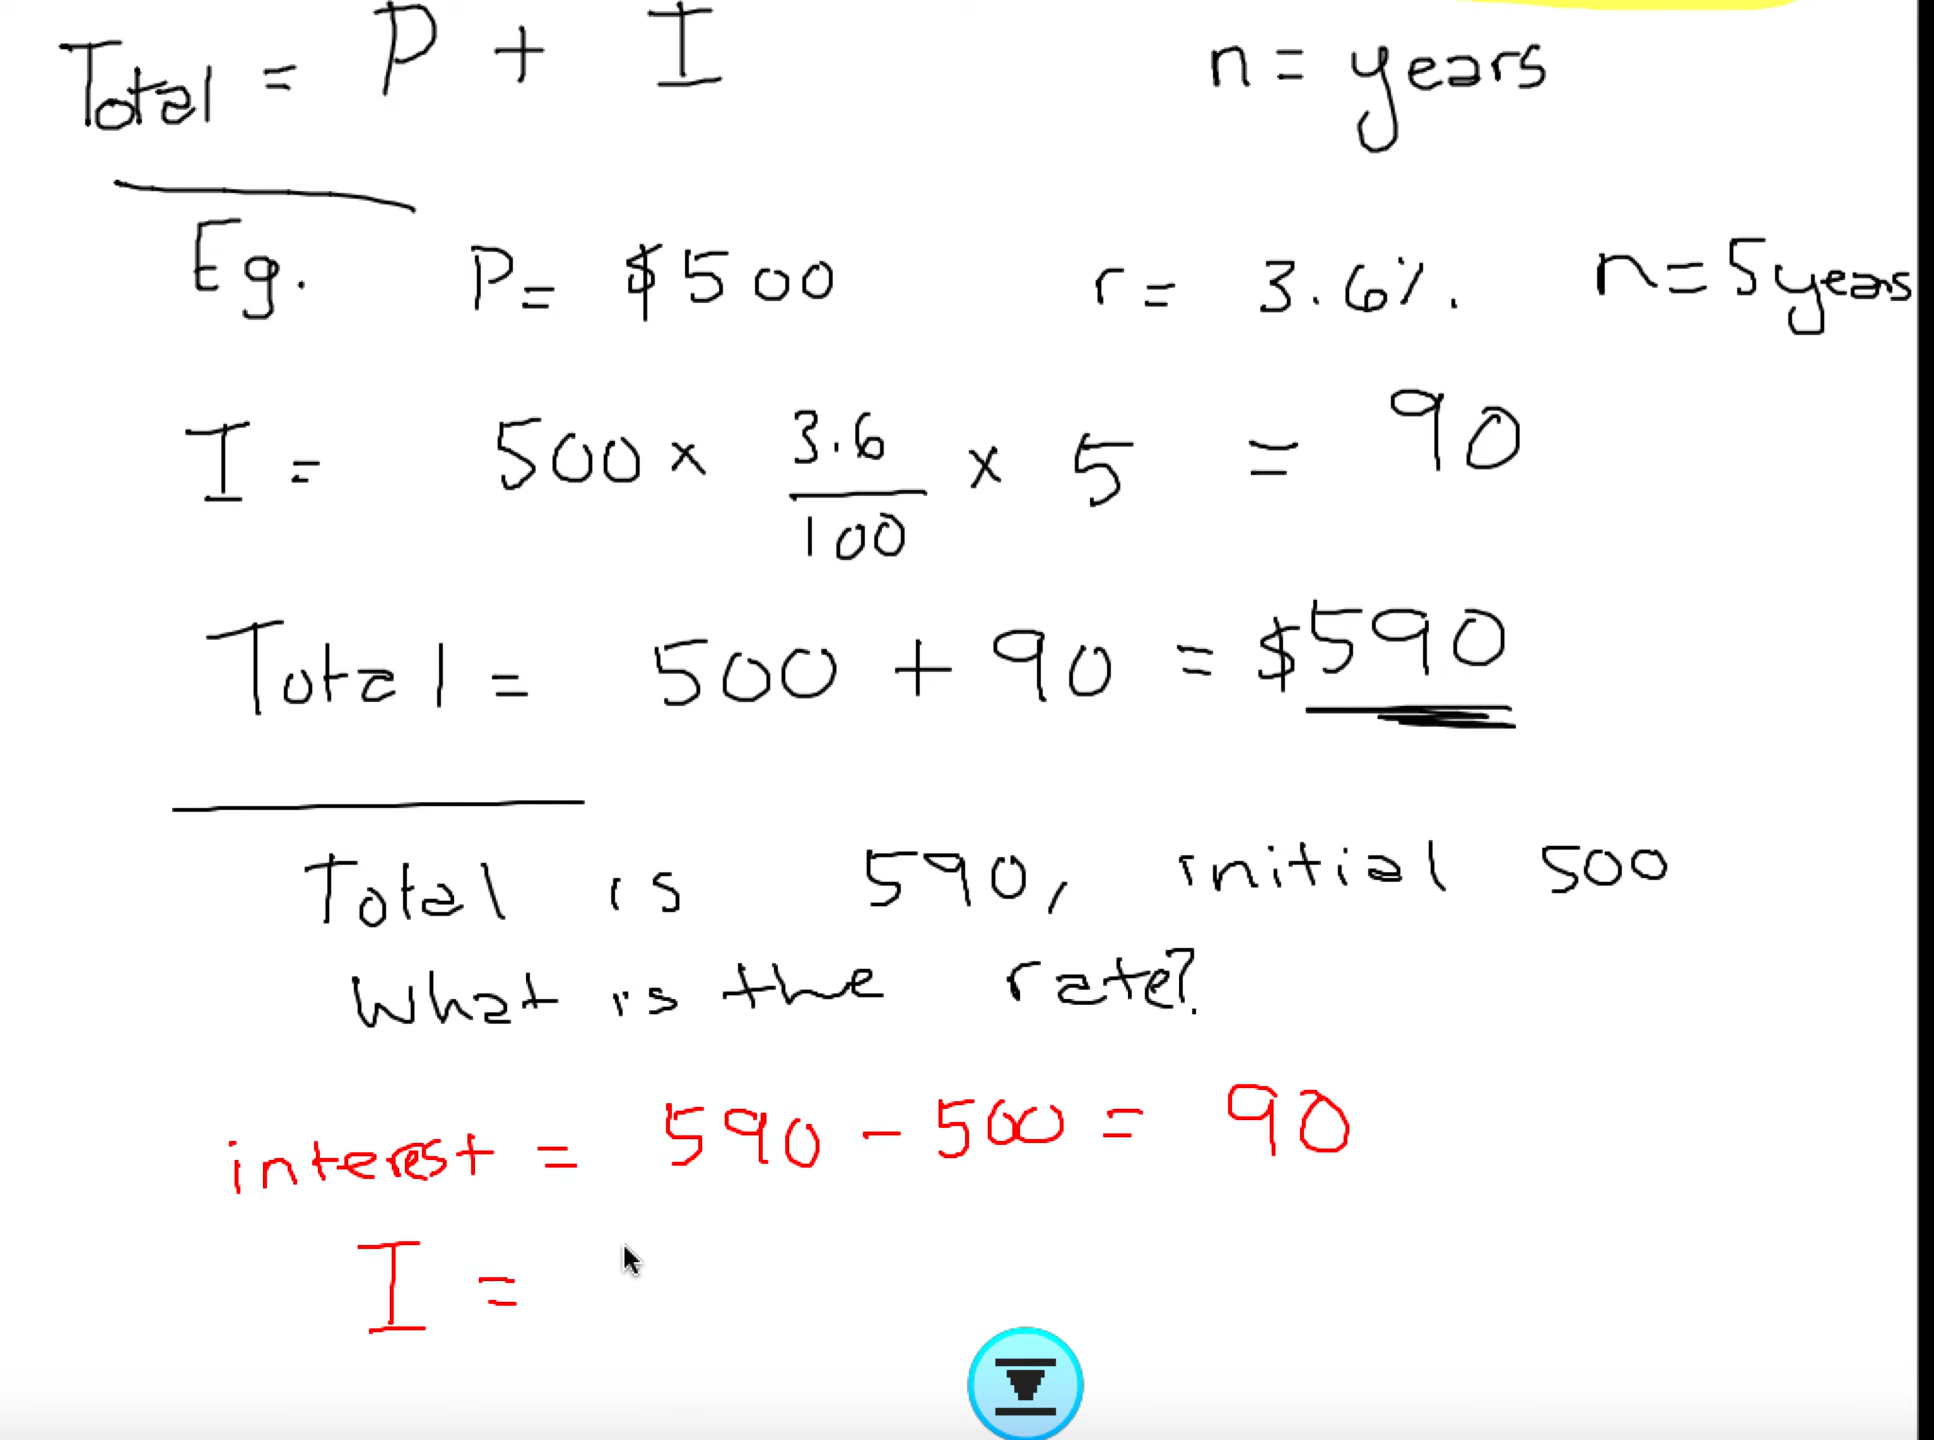 Total = P + I
n = years
Eg. P = $500 r = 3.6%. n = 5 years
I = 500 × 3.6/100 × 5 = 90
Total = 500 + 90 = $590
Total is 590, initial 500
What is the rate?
interest = 590 - 500 = 90
I =